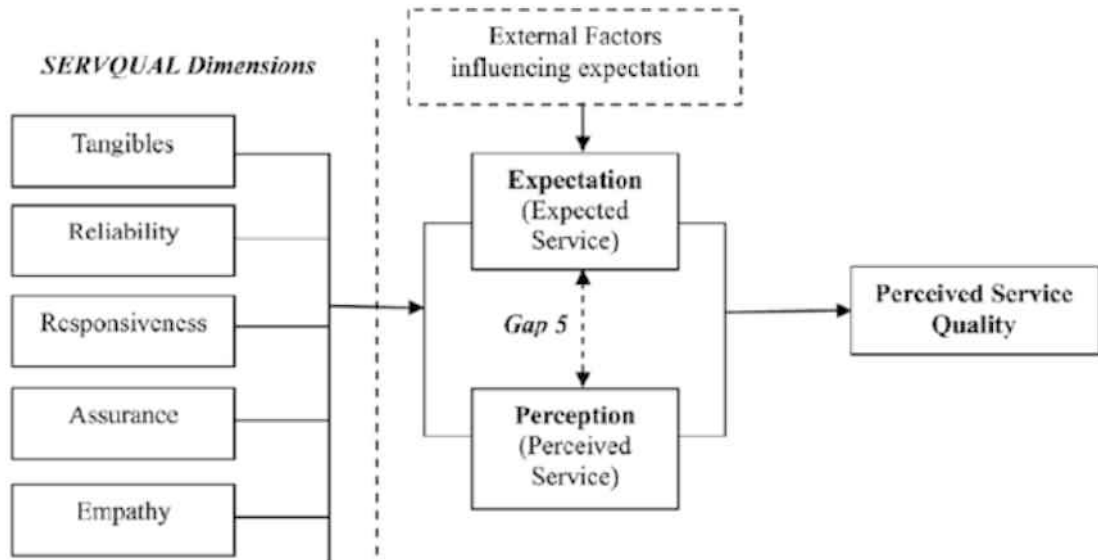 SERVQUAL Dimensions
Tangibles
Reliability
Responsiveness
Assurance
Empathy
External Factors
influencing expectation
Expectation
(Expected
Service)
Gap 5
Perception
(Perceived
Service)
Perceived Service
Quality